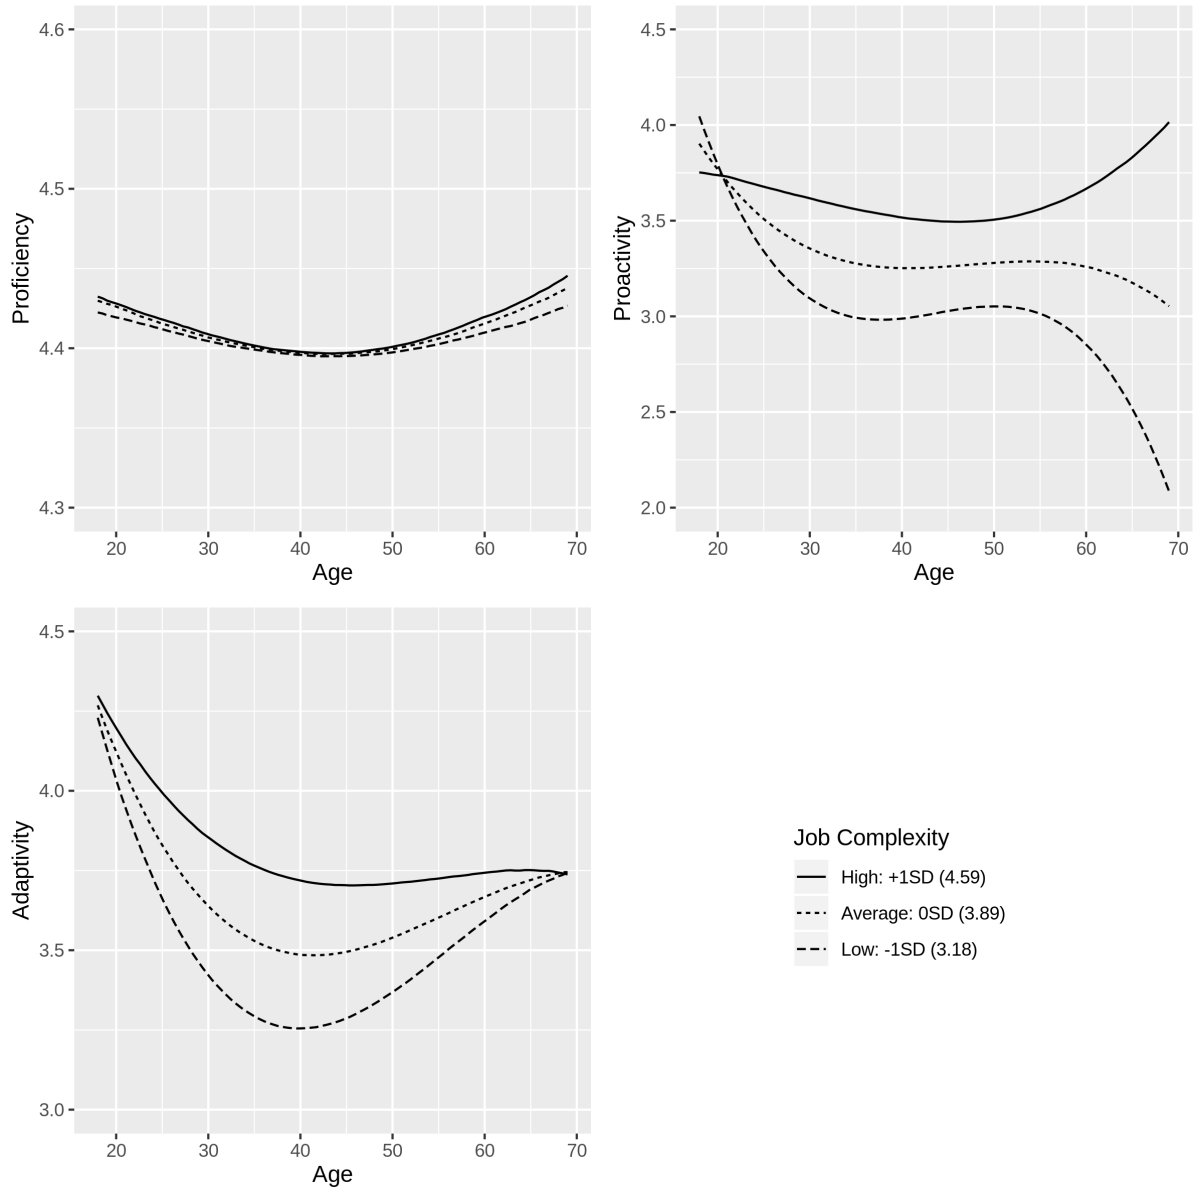 4.6
4.5
4.4
4.3
Proficiency
20 30 40 50 60 70
Age
4.5
4.0
3.5
3.0
2.5
2.0
Proactivity
20 30 40 50 60 70
Age
4.5
4.0
3.5
3.0
Adaptivity
20 30 40 50 60 70
Age
Job Complexity
High: +1SD (4.59)
Average: 0SD (3.89)
Low: -1SD (3.18)